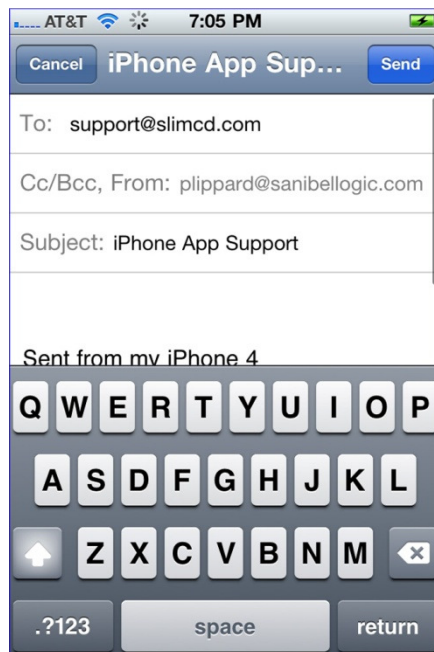 AT&T 7:05 PM
Cancel iPhone App Sup... Send
To: support@slimcd.com
Cc/Bcc, From: plippard@sanibellogic.com
Subject: iPhone App Support
Sent from my iPhone 4
Q W E R T Y U I O P
A S D F G H J K L
Z X C V B N M
.?123 space return